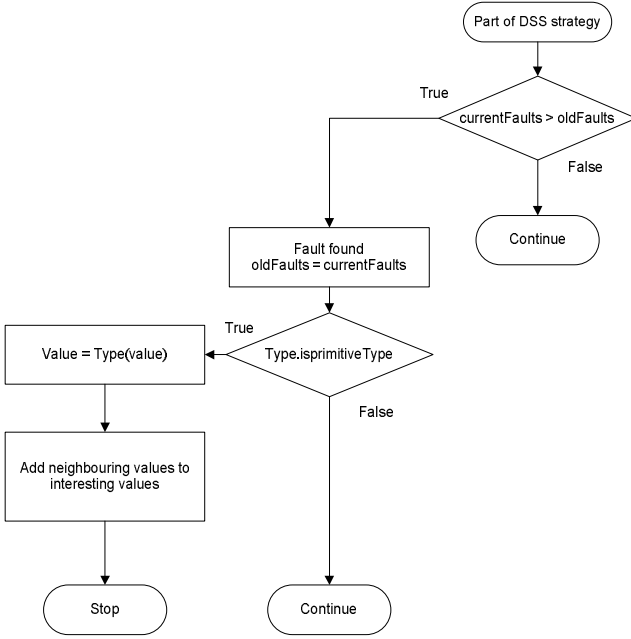 Part of DSS strategy
True
currentFaults > oldFaults
False
Continue
Fault found
oldFaults = currentFaults
True
Value = Type(value)
Type.isprimitiveType
False
Add neighbouring values to
interesting values
Stop
Continue